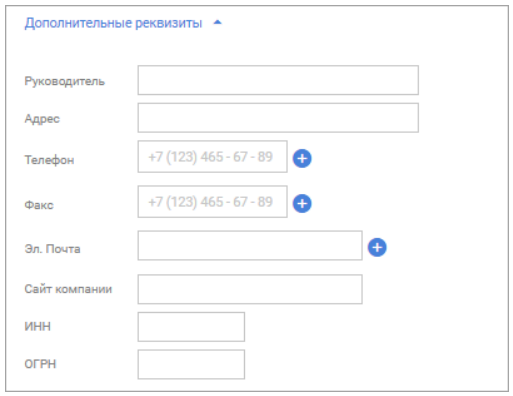 Дополнительные реквизиты
Руководитель
Адрес
Телефон +7 (123) 465 - 67 - 89
Факс +7 (123) 465 - 67 - 89
Эл. Почта
Сайт компании
ИНН
ОГРН